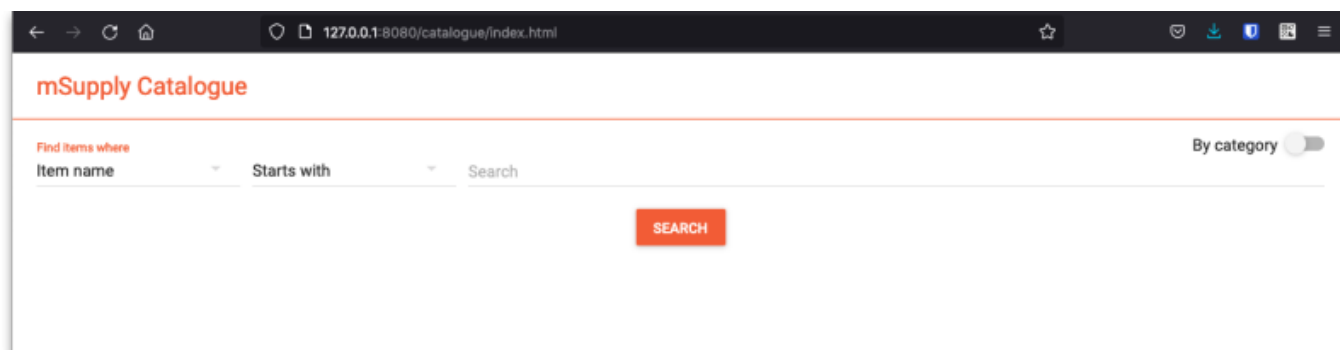 127.0.0.1:8080/catalogue/index.html
mSupply Catalogue
Find items where
By category
Item name
Starts with
Search
SEARCH